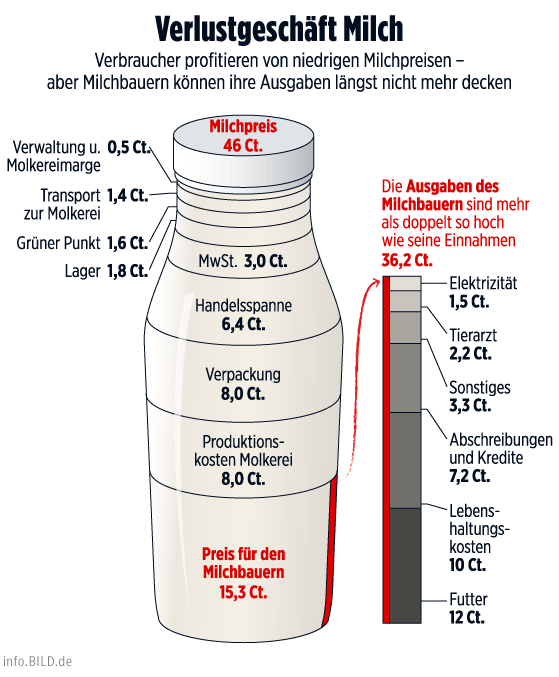 Verlustgeschäft Milch
Verbraucher profitieren von niedrigen Milchpreisen –
aber Milchbauern können ihre Ausgaben längst nicht mehr decken
Milchpreis
46 Ct.
Verwaltung u. 0,5 Ct.
Molkereimarge
Transport 1,4 Ct.
zur Molkerei
Grüner Punkt 1,6 Ct.
Lager 1,8 Ct.
MwSt. 3,0 Ct.
Handelsspanne
6,4 Ct.
Verpackung
8,0 Ct.
Produktions-
kosten Molkerei
8,0 Ct.
Preis für den
Milchbauern
15,3 Ct.
Die Ausgaben des
Milchbauern sind mehr
als doppelt so hoch
wie seine Einnahmen
36,2 Ct.
Elektrizität
1,5 Ct.
Tierarzt
2,2 Ct.
Sonstiges
3,3 Ct.
Abschreibungen
und Kredite
7,2 Ct.
Lebens-
haltungs-
kosten
10 Ct.
Futter
12 Ct.
info.BILD.de